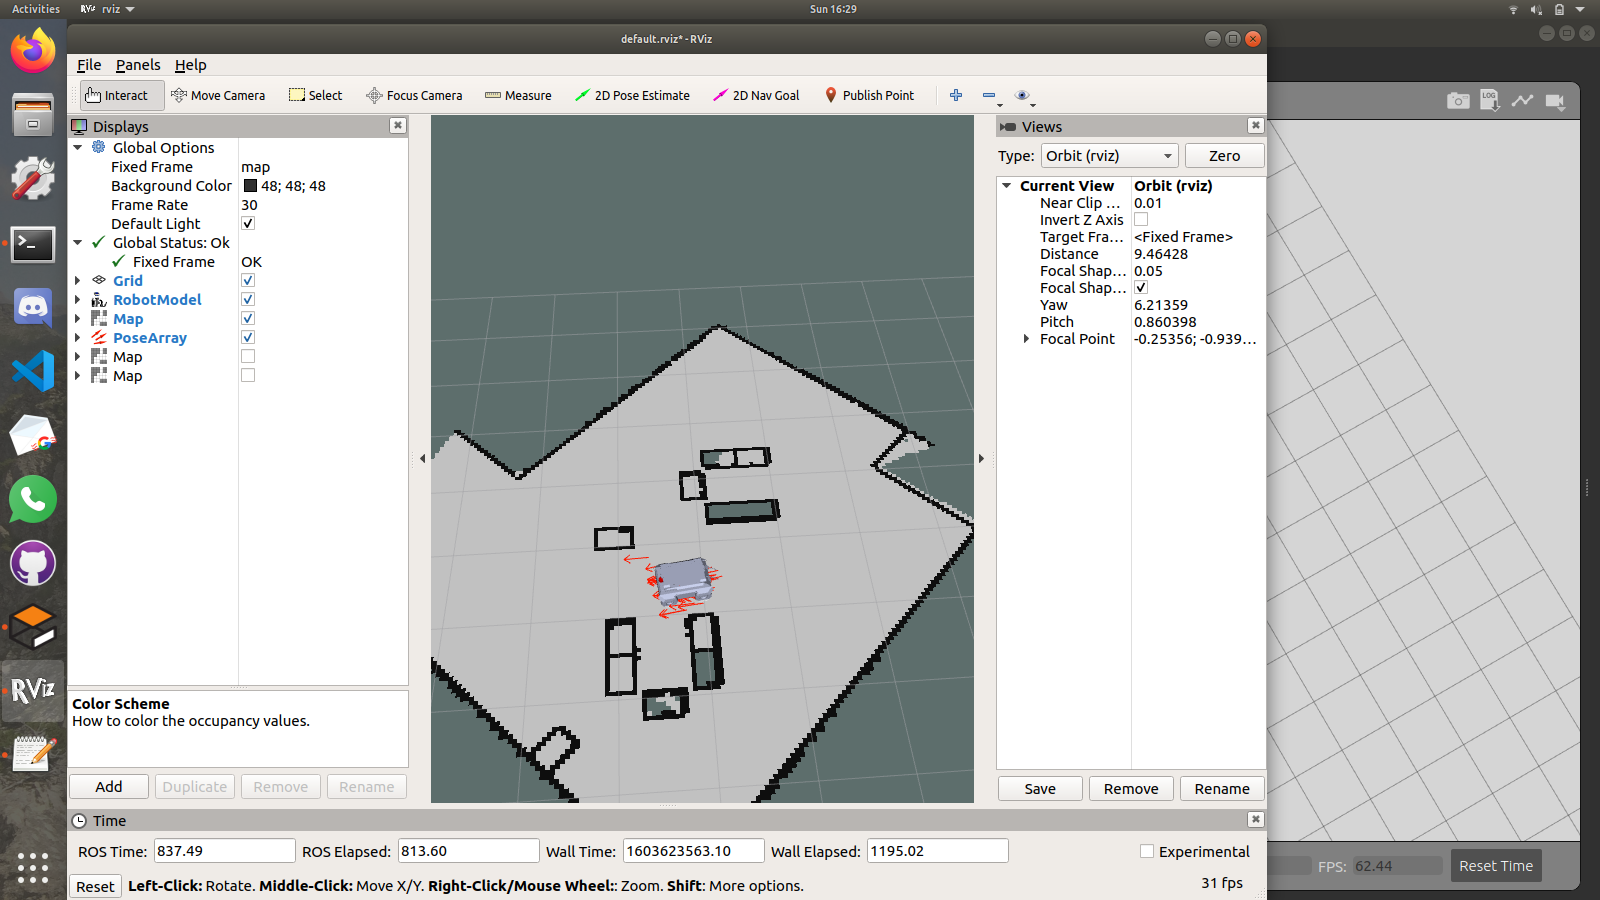 Activities
RViz rviz
Sun 16:29
default.rviz* - RViz
File Panels Help
Interact Move Camera Select Focus Camera Measure 2D Pose Estimate 2D Nav Goal Publish Point
LOG
Displays
Global Options
Fixed Frame map
Background Color 48; 48; 48
Frame Rate 30
Default Light
Global Status: Ok
Fixed Frame OK
Grid
RobotModel
Map
PoseArray
Map
Map
Color Scheme
How to color the occupancy values.
Add Duplicate Remove Rename
Views
Type: Orbit (rviz) Zero
Current View Orbit (rviz)
Near Clip ... 0.01
Invert Z Axis
Target Fra... <Fixed Frame>
Distance 9.46428
Focal Shap... 0.05
Focal Shap...
Yaw 6.21359
Pitch 0.860398
Focal Point -0.25356; -0.939...
Save Remove Rename
RViz
G
Time
ROS Time: 837.49 ROS Elapsed: 813.60 Wall Time: 1603623563.10 Wall Elapsed: 1195.02 Experimental
Reset Left-Click: Rotate. Middle-Click: Move X/Y. Right-Click/Mouse Wheel:: Zoom. Shift: More options. 31 fps
FPS: 62.44 Reset Time